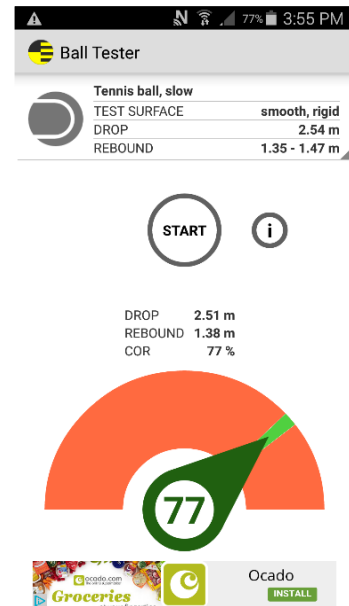 77% 3:55 PM
Ball Tester
Tennis ball, slow
TEST SURFACE smooth, rigid
DROP 2.54 m
REBOUND 1.35 - 1.47 m
START i
DROP 2.51 m
REBOUND 1.38 m
COR 77 %
77
ocado.com
Groceries
Ocado
INSTALL